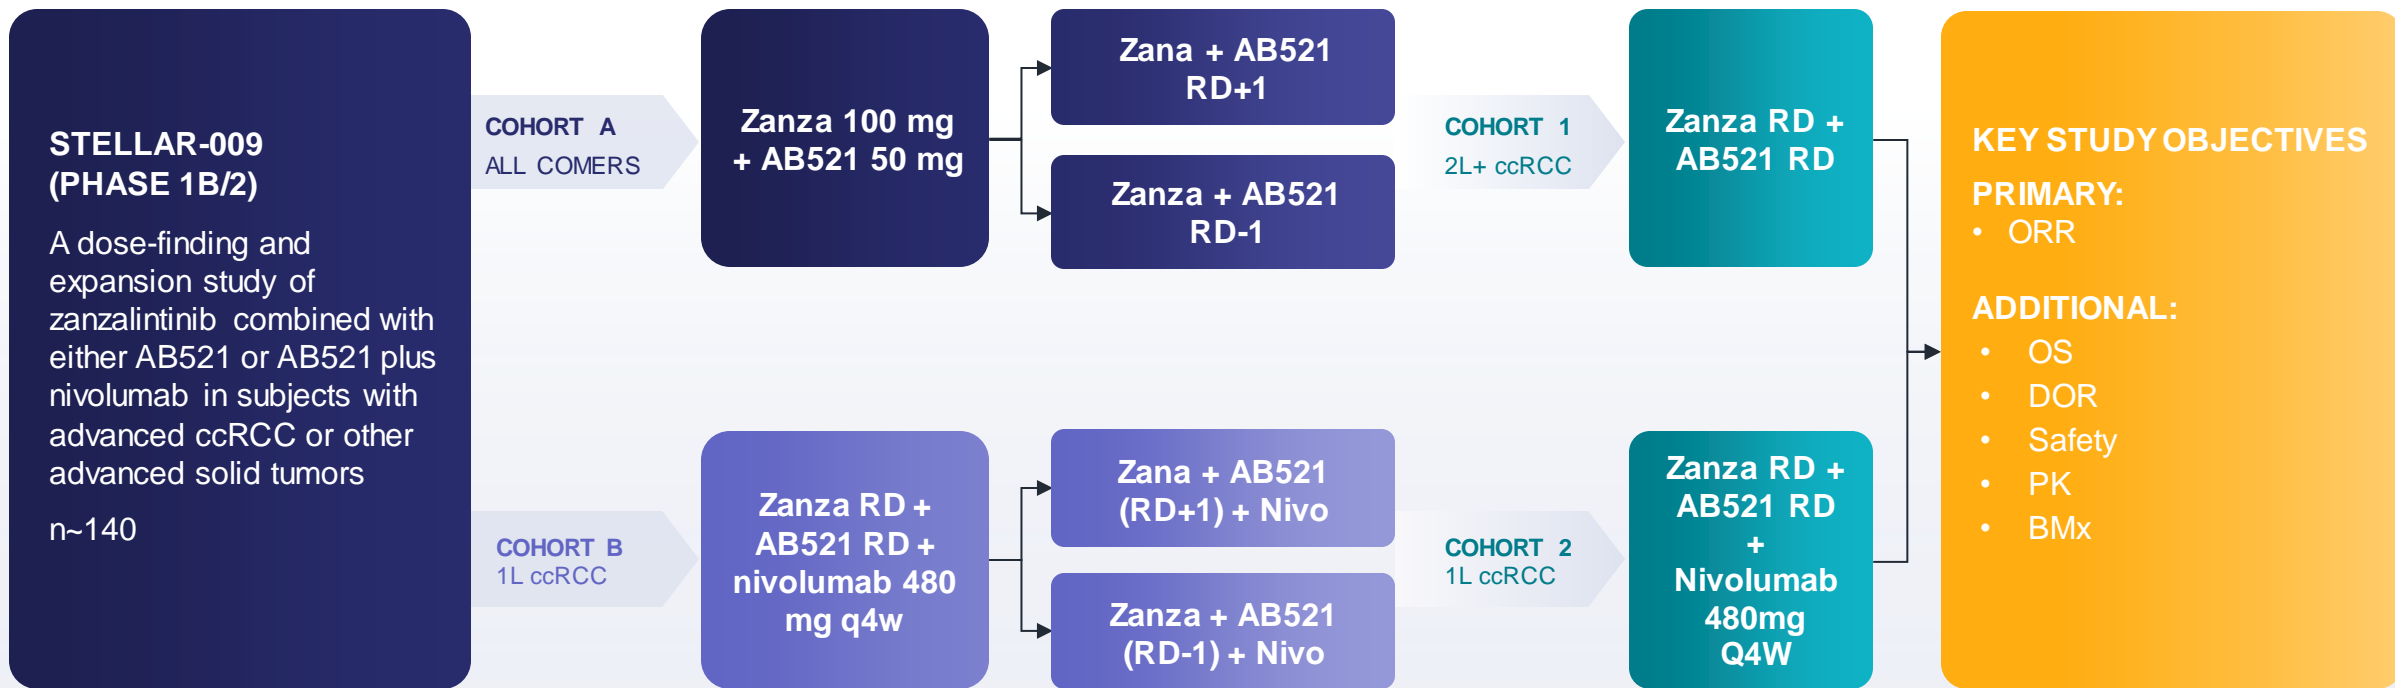 STELLAR-009
(PHASE 1B/2)
A dose-finding and
expansion study of
zanzalintinib combined with
either AB521 or AB521 plus
nivolumab in subjects with
advanced ccRCC or other
advanced solid tumors
n~140
COHORT A
ALL COMERS
Zanza 100 mg
+ AB521 50 mg
Zana + AB521
RD+1
Zanza + AB521
RD-1
COHORT 1
2L+ ccRCC
Zanza RD +
AB521 RD
COHORT B
1L ccRCC
Zanza RD +
AB521 RD +
nivolumab 480
mg q4w
Zana + AB521
(RD+1) + Nivo
Zanza + AB521
(RD-1) + Nivo
COHORT 2
1L ccRCC
Zanza RD +
AB521 RD
+
Nivolumab
480mg
Q4W
KEY STUDY OBJECTIVES
PRIMARY:
• ORR
ADDITIONAL:
• OS
• DOR
• Safety
• PK
• BMx